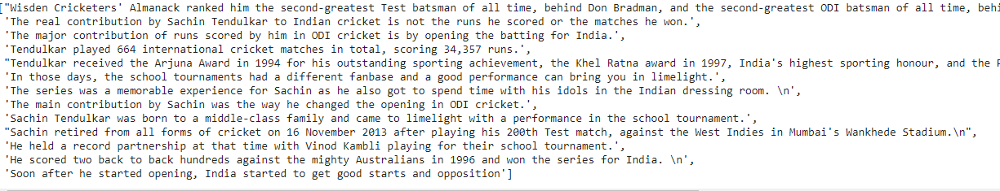 ["Wisden Cricketers' Almanack ranked him the second-greatest Test batsman of all time, behind Don Bradman, and the second-greatest ODI batsman of all time, behi
'The real contribution by Sachin Tendulkar to Indian cricket is not the runs he scored or the matches he won.',
'The major contribution of runs scored by him in ODI cricket is by opening the batting for India.',
'Tendulkar played 664 international cricket matches in total, scoring 34,357 runs.',
"Tendulkar received the Arjuna Award in 1994 for his outstanding sporting achievement, the Khel Ratna award in 1997, India's highest sporting honour, and the
'In those days, the school tournaments had a different fanbase and a good performance can bring you in limelight.',
'The series was a memorable experience for Sachin as he also got to spend time with his idols in the Indian dressing room. \n',
'The main contribution by Sachin was the way he changed the opening in ODI cricket.',
'Sachin Tendulkar was born to a middle-class family and came to limelight with a performance in the school tournament.',
"Sachin retired from all forms of cricket on 16 November 2013 after playing his 200th Test match, against the West Indies in Mumbai's Wankhede Stadium.\n",
'He held a record partnership at that time with Vinod Kambli playing for their school tournament.',
'He scored two back to back hundreds against the mighty Australians in 1996 and won the series for India. \n',
'Soon after he started opening, India started to get good starts and opposition']